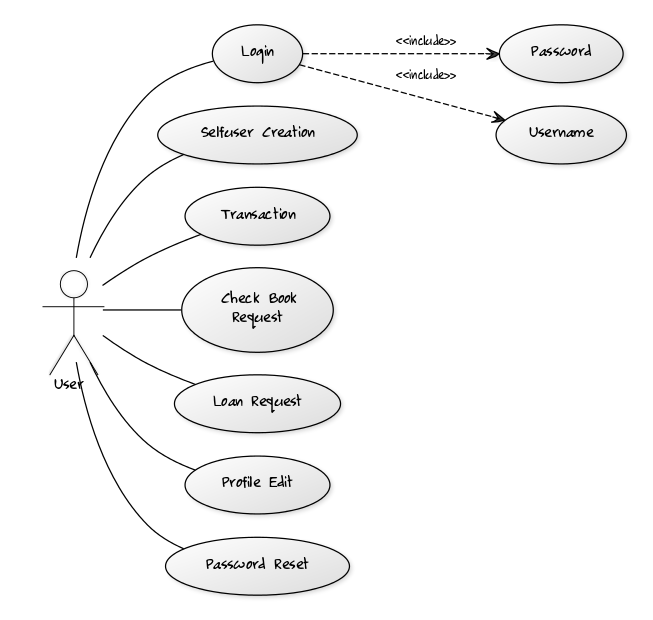 Login
<<include>>
Password
<<include>>
Selfuser Creation
Username
Transaction
Check Book
Request
User
Loan Request
Profile Edit
Password Reset